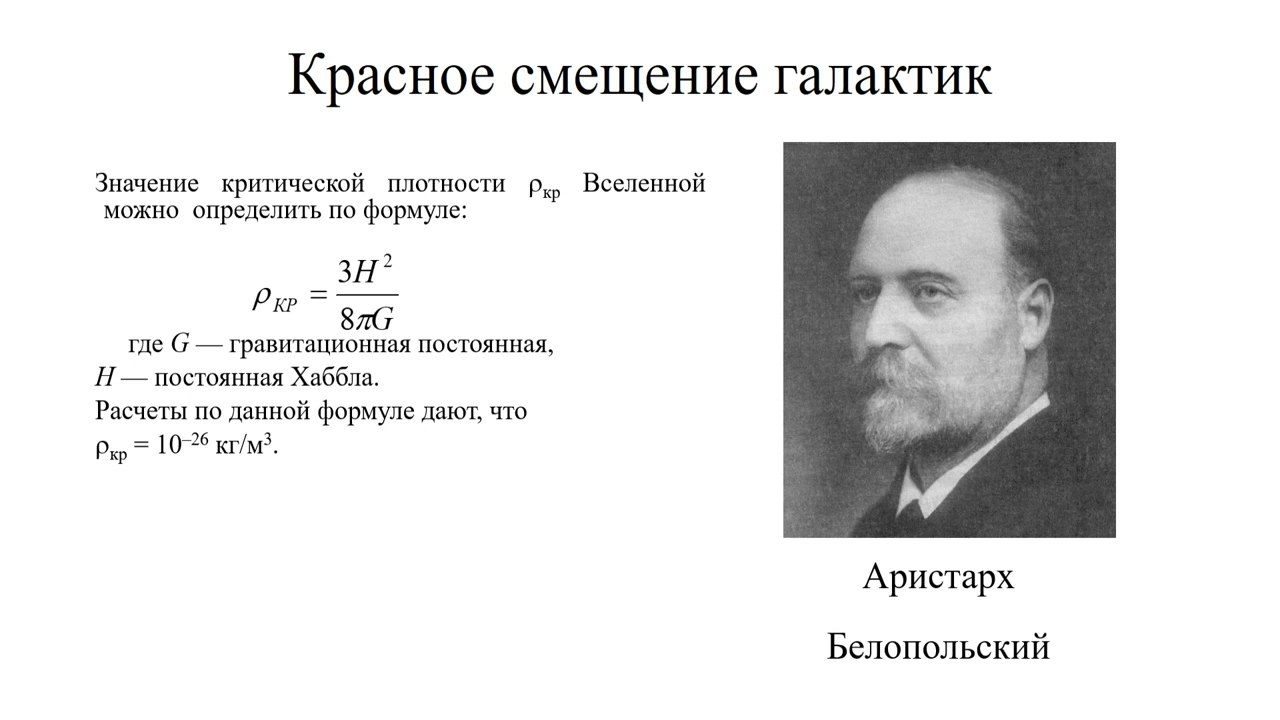 Красное смещение галактик
Значение критической плотности ρкр Вселенной
можно определить по формуле:
ρ КР = 3H² / 8πG
где G — гравитационная постоянная,
H — постоянная Хаббла.
Расчеты по данной формуле дают, что
ρкр = 10⁻²⁶ кг/м³.
Аристарх
Белопольский